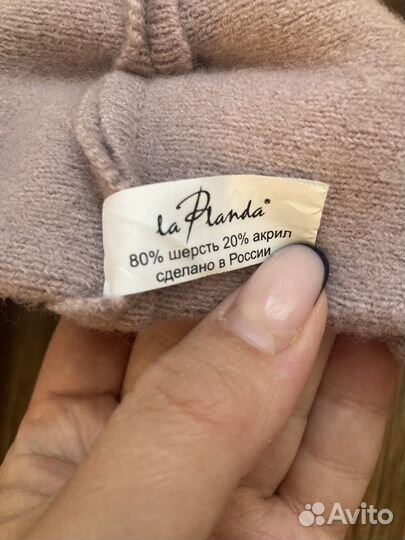 la Planda®
80% шерсть 20% акрил
сделано в России
Avito